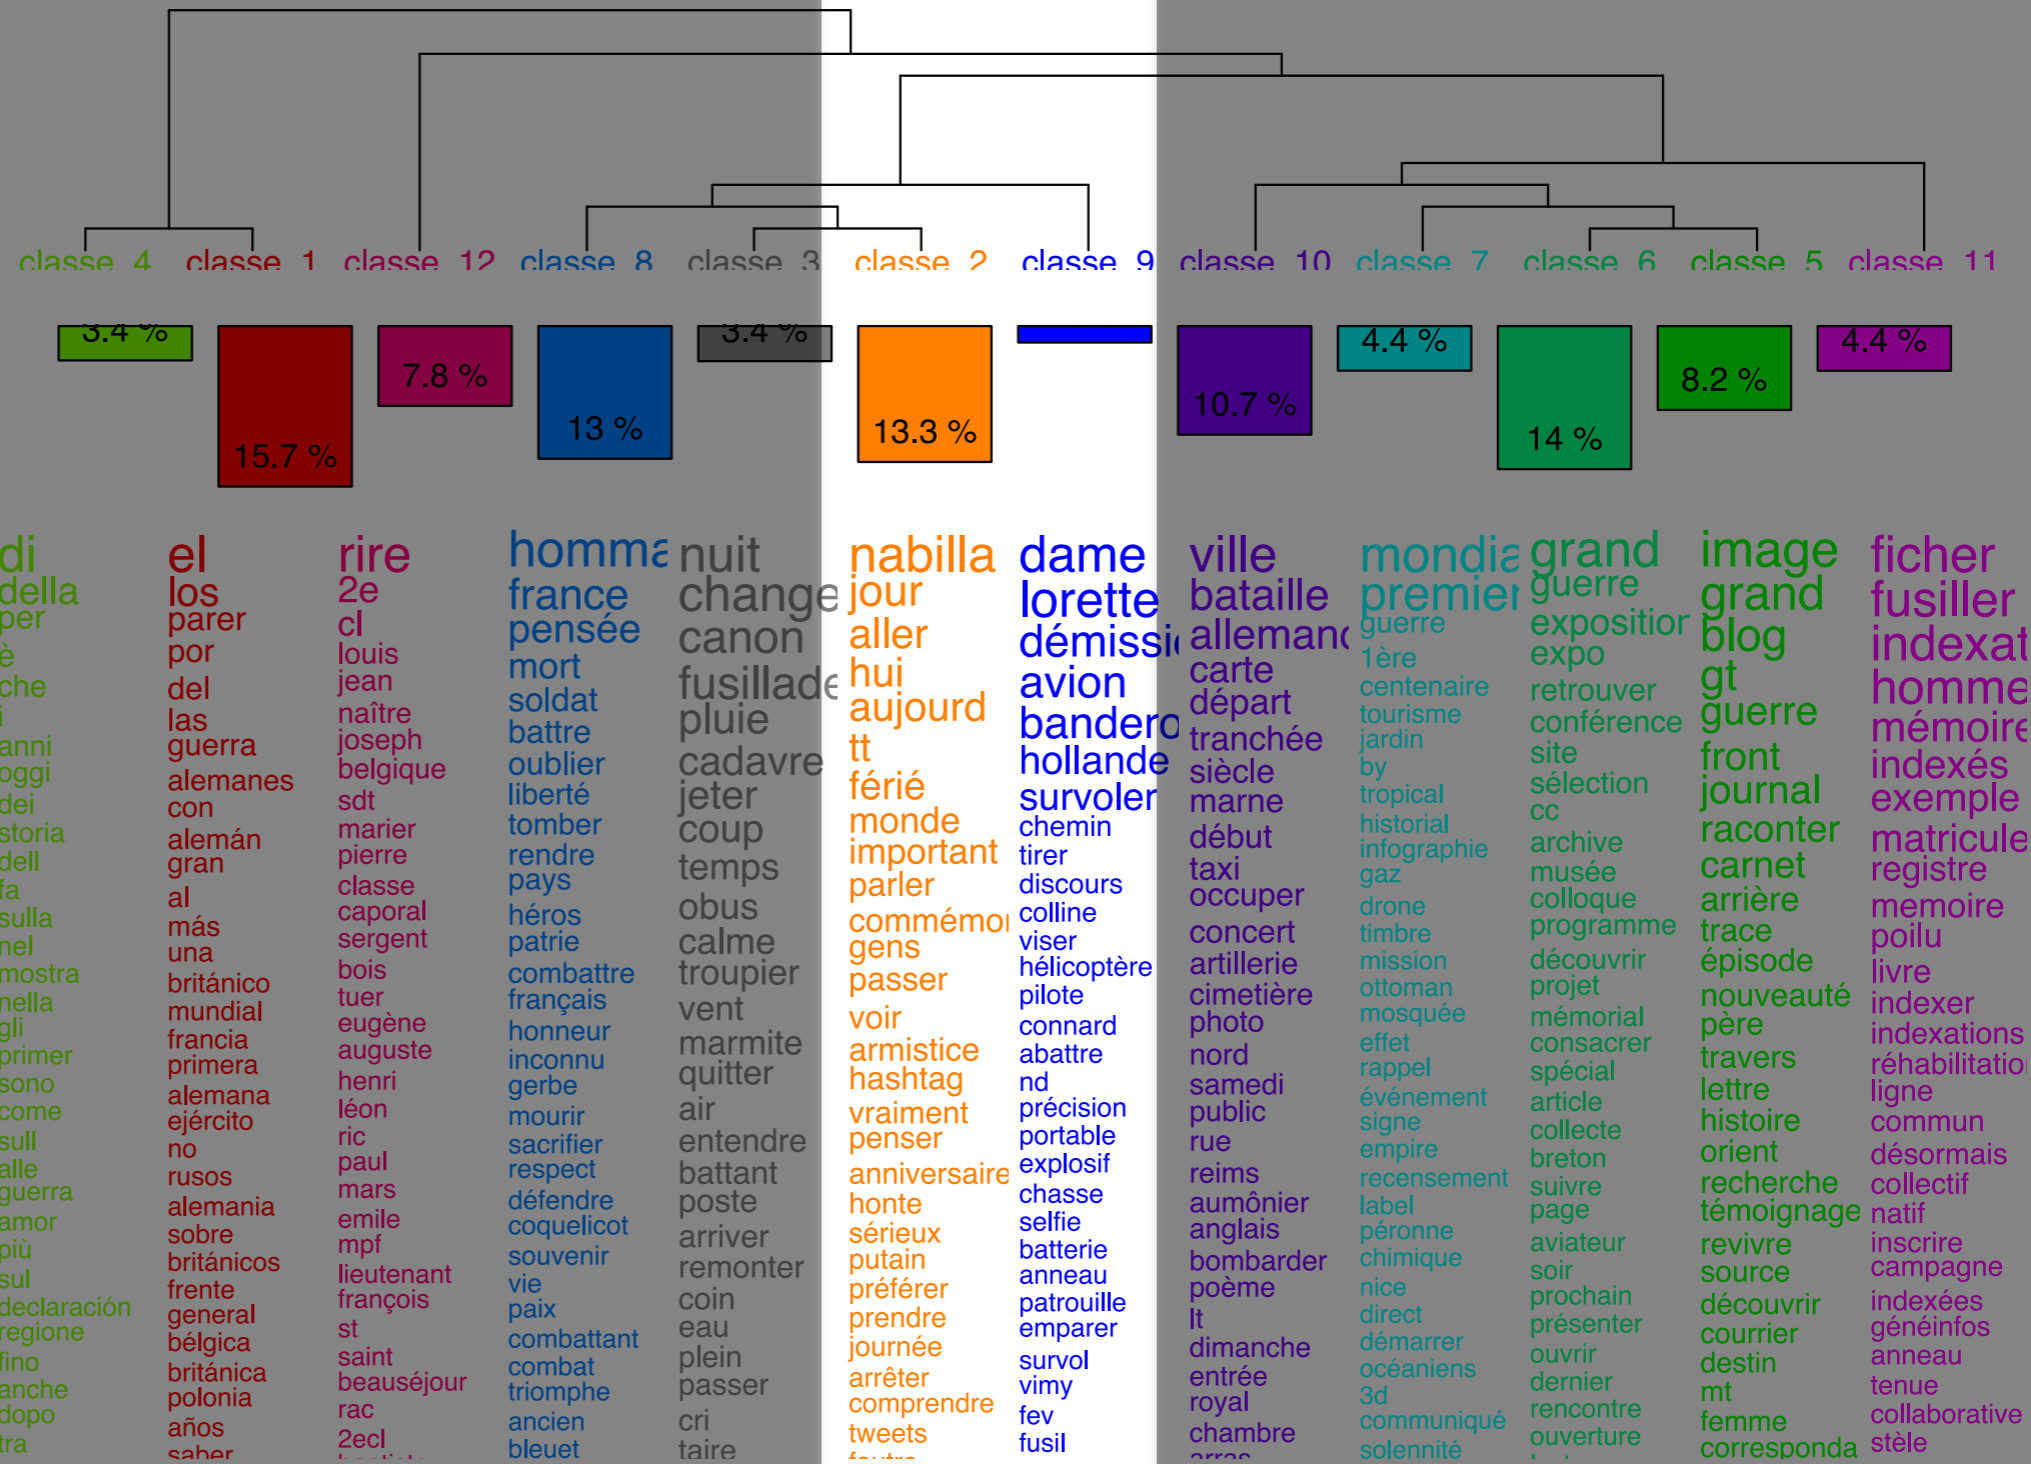 classe 4
classe 1
classe 12
classe 8
classe 3
classe 2
classe 9
classe 10
classe 7
classe 6
classe 5
classe 11
3.4 %
15.7 %
7.8 %
13 %
3.4 %
13.3 %
10.7 %
4.4 %
14 %
8.2 %
4.4 %
di
della
per
è
che
i
anni
oggi
dei
storia
dell
fa
sulla
nel
mostra
nella
gli
primer
sono
come
sull
alle
guerra
amor
più
sul
declaración
regione
fino
anche
dopo
tra
el
los
parer
por
del
las
guerra
alemanes
con
alemán
gran
al
más
una
británico
mundial
francia
primera
alemana
ejército
no
rusos
alemania
sobre
británicos
frente
general
bélgica
británica
polonia
años
saber
rire
2e
cl
louis
jean
naître
joseph
belgique
sdt
marier
pierre
classe
caporal
sergent
bois
tuer
eugène
auguste
henri
léon
ric
paul
mars
emile
mpf
lieutenant
françois
st
saint
beauséjour
rac
2ecl
homma
france
pensée
mort
soldat
battre
oublier
liberté
tomber
rendre
pays
héros
patrie
combattre
français
honneur
inconnu
gerbe
mourir
sacrifier
respect
défendre
coquelicot
souvenir
vie
paix
combattant
combat
triomphe
ancien
bleuet
nuit
change
canon
fusillade
pluie
cadavre
jeter
coup
temps
obus
calme
troupier
vent
marmite
quitter
air
entendre
battant
poste
arriver
remonter
coin
eau
plein
passer
cri
taire
nabilla
jour
aller
hui
aujourd
tt
férié
monde
important
parler
commémor
gens
passer
voir
armistice
hashtag
vraiment
penser
anniversaire
honte
sérieux
putain
préférer
prendre
journée
arrêter
comprendre
tweets
dame
lorette
démissi
avion
bandero
hollande
survoler
chemin
tirer
discours
colline
viser
hélicoptère
pilote
connard
abattre
nd
précision
portable
explosif
chasse
selfie
batterie
anneau
patrouille
emparer
survol
vimy
fev
fusil
ville
bataille
allemand
carte
départ
tranchée
siècle
marne
début
taxi
occuper
concert
artillerie
cimetière
photo
nord
samedi
public
rue
reims
aumônier
anglais
bombarder
poème
lt
dimanche
entrée
royal
chambre
arras
mondia
premier
guerre
1ère
centenaire
tourisme
jardin
by
tropical
historial
infographie
gaz
drone
timbre
mission
ottoman
mosquée
effet
rappel
événement
signe
empire
recensement
label
péronne
chimique
nice
direct
démarrer
océaniens
3d
communiqué
solennité
grand
guerre
exposition
expo
retrouver
conférence
site
sélection
cc
archive
musée
colloque
programme
découvrir
projet
mémorial
consacrer
spécial
article
collecte
breton
suivre
page
aviateur
soir
prochain
présenter
ouvrir
dernier
rencontre
ouverture
image
grand
blog
gt
guerre
front
journal
raconter
carnet
arrière
trace
épisode
nouveauté
père
travers
lettre
histoire
orient
recherche
témoignage
revivre
source
découvrir
courrier
destin
mt
femme
corresponda
ficher
fusiller
indexat
homme
mémoire
indexés
exemple
matricule
registre
memoire
poilu
livre
indexer
indexations
réhabilitation
ligne
commun
désormais
collectif
natif
inscrire
campagne
indexées
généinfos
anneau
tenue
collaborative
stèle